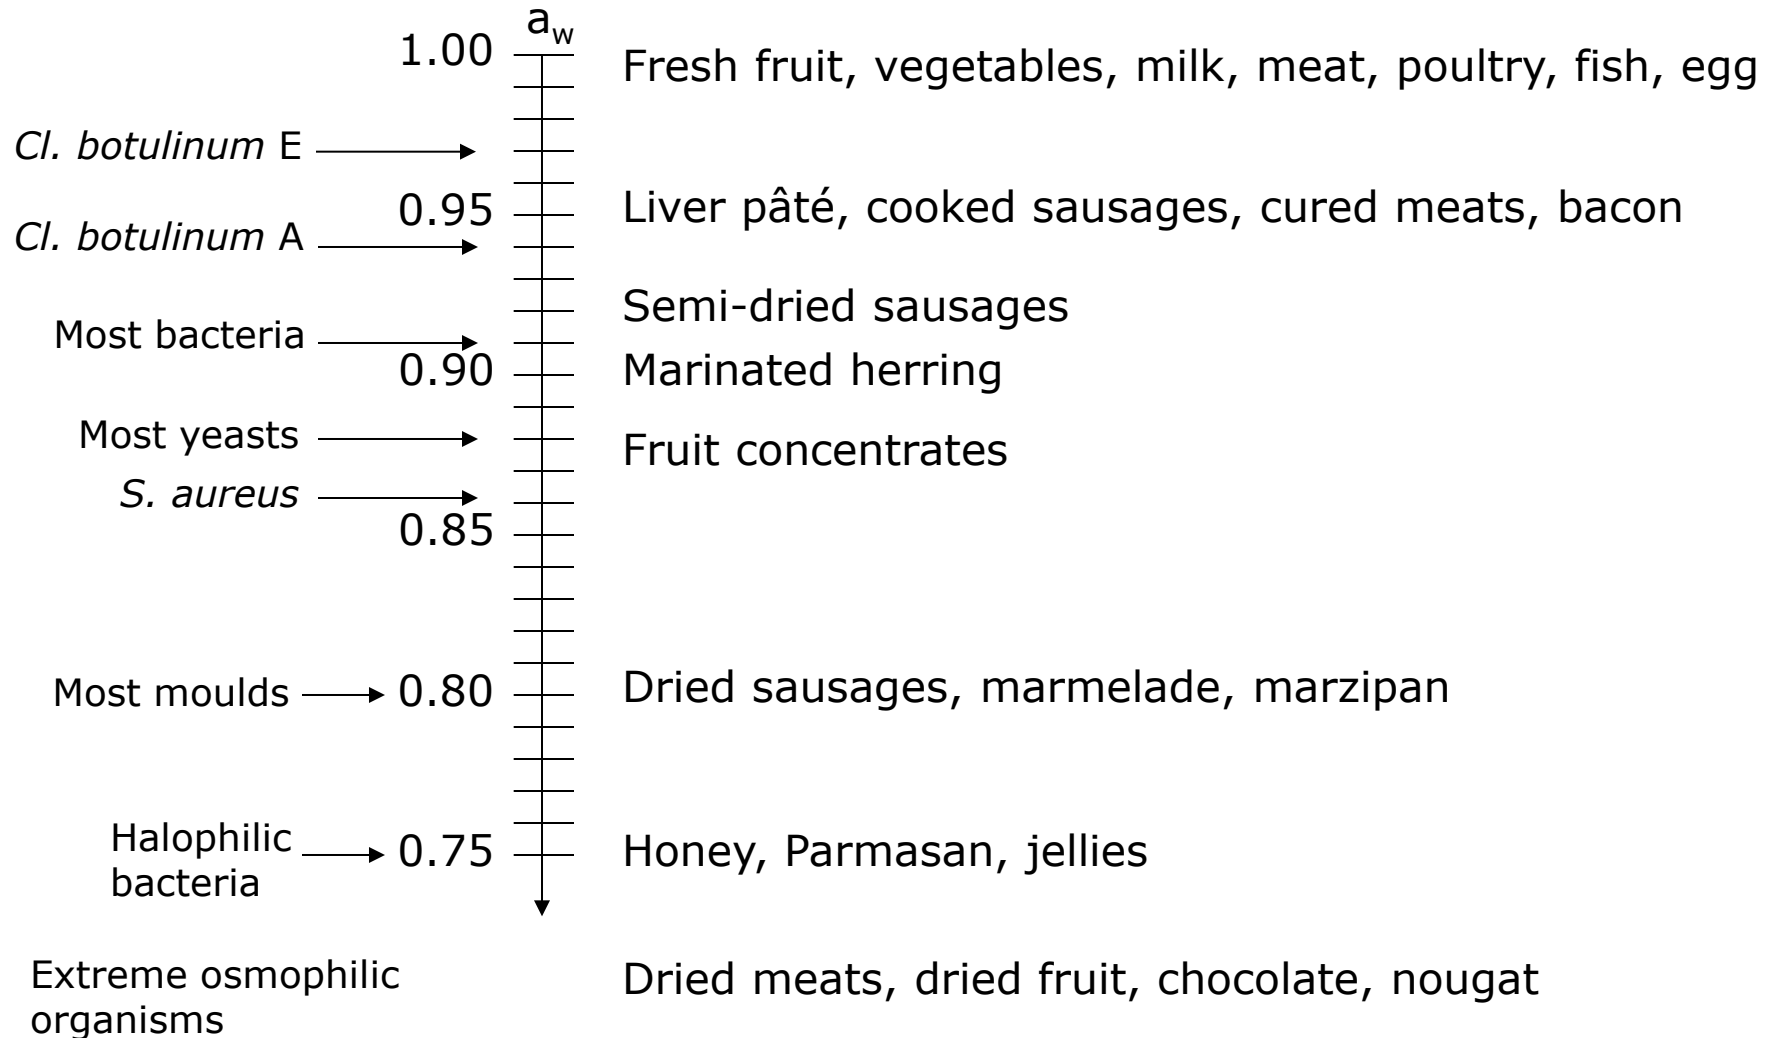 a_w
1.00 Fresh fruit, vegetables, milk, meat, poultry, fish, egg
Cl. botulinum E
0.95 Liver pâté, cooked sausages, cured meats, bacon
Cl. botulinum A
Semi-dried sausages
Most bacteria
0.90 Marinated herring
Most yeasts Fruit concentrates
S. aureus
0.85
Most moulds 0.80 Dried sausages, marmelade, marzipan
Halophilic
bacteria
0.75 Honey, Parmasan, jellies
Extreme osmophilic
organisms
Dried meats, dried fruit, chocolate, nougat